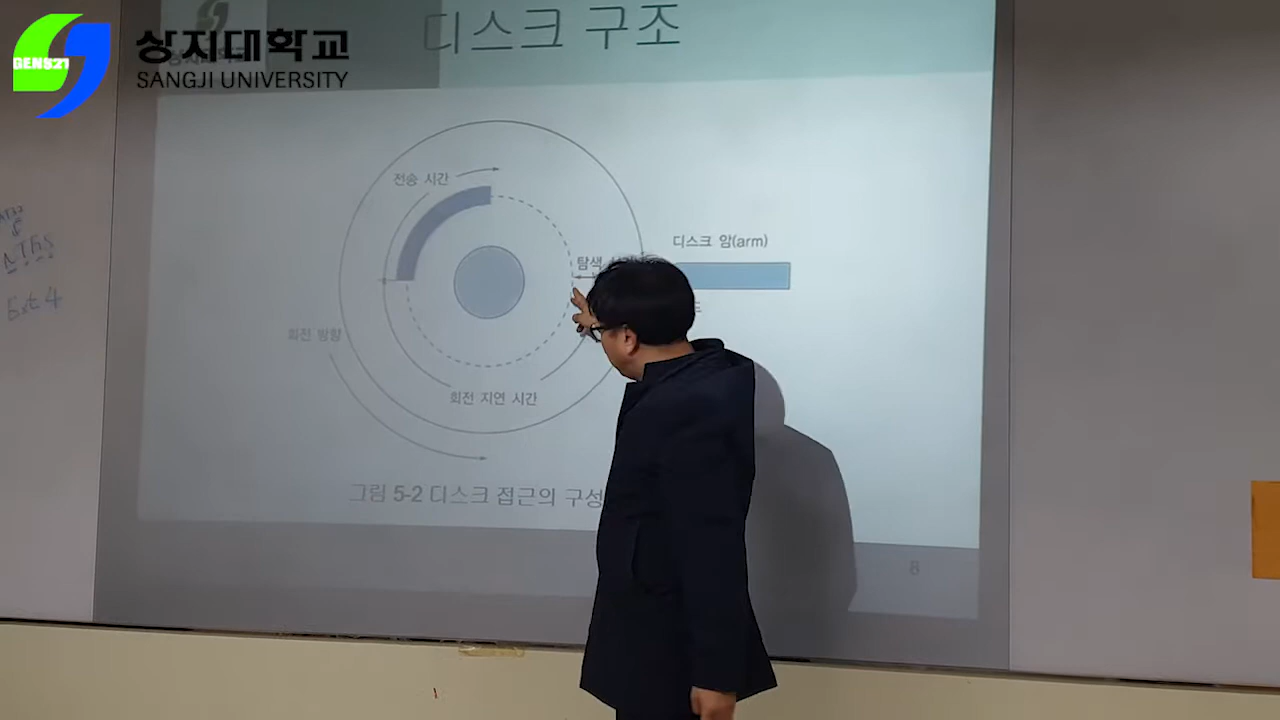 GEN821
상지대학교
SANGJI UNIVERSITY
디스크 구조
전송 시간
디스크 암(arm)
탐색
회전 방향
회전 지연 시간
그림 5-2 디스크 접근의 구성
8
NTFS
Ext4